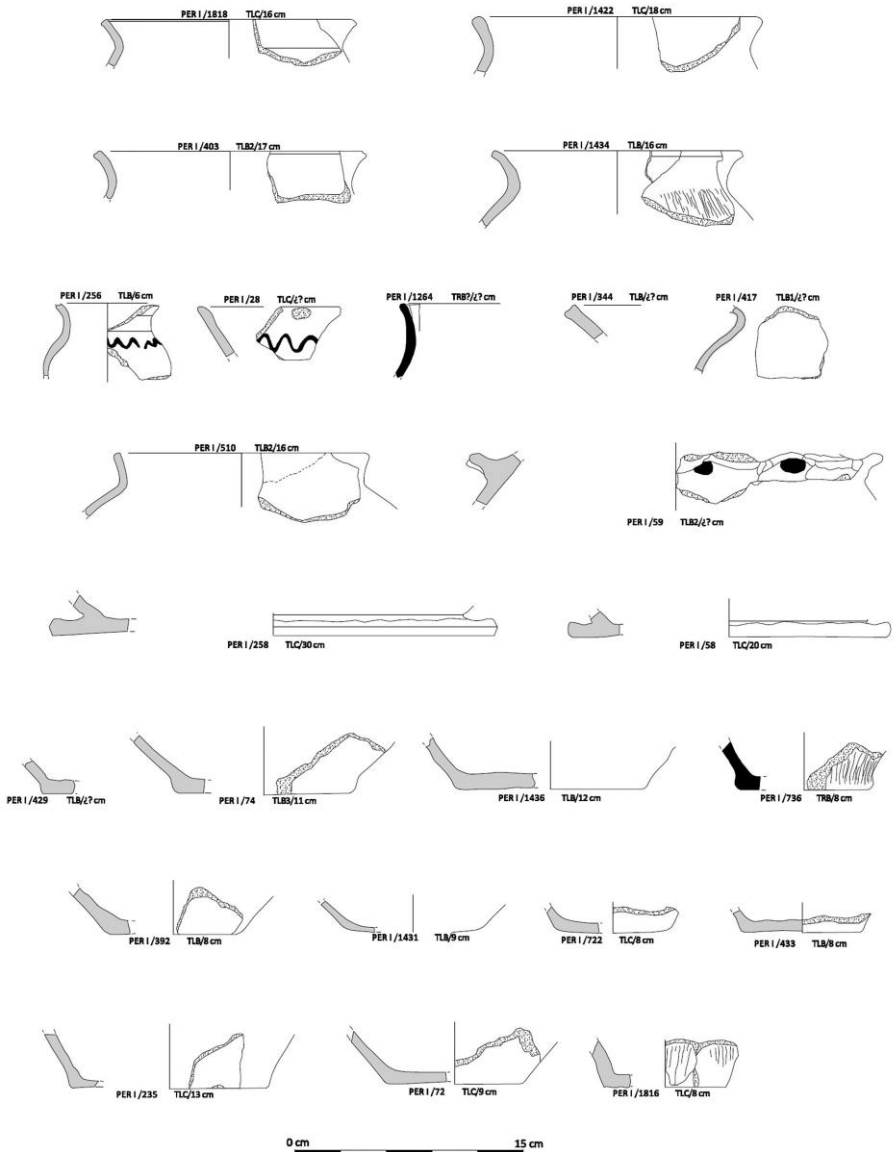 PER I/1818 TLC/16 cm
PER I/1422 TLC/18 cm
PER I/403 TLB2/17 cm
PER I/1434 TLB/16 cm
PER I/256 TLB/6 cm
PER I/28 TLC/¿? cm
PER I/1264 TRB?/¿? cm
PER I/344 TLB/¿? cm
PER I/417 TLB1/¿? cm
PER I/510 TLB2/16 cm
PER I/59 TLB2/¿? cm
PER I/258 TLC/30 cm
PER I/58 TLC/20 cm
PER I/429 TLB/¿? cm
PER I/74 TLB3/11 cm
PER I/1436 TLB/12 cm
PER I/736 TRB/8 cm
PER I/392 TLB/8 cm
PER I/1431 TLB/9 cm
PER I/722 TLC/8 cm
PER I/433 TLB/8 cm
PER I/235 TLC/13 cm
PER I/72 TLC/9 cm
PER I/1816 TLC/8 cm
0 cm 15 cm